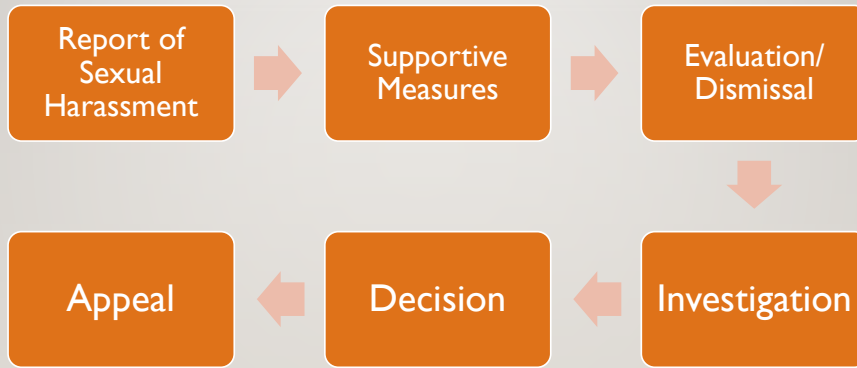 Report of
Sexual
Harassment
Supportive
Measures
Evaluation/
Dismissal
Investigation
Decision
Appeal